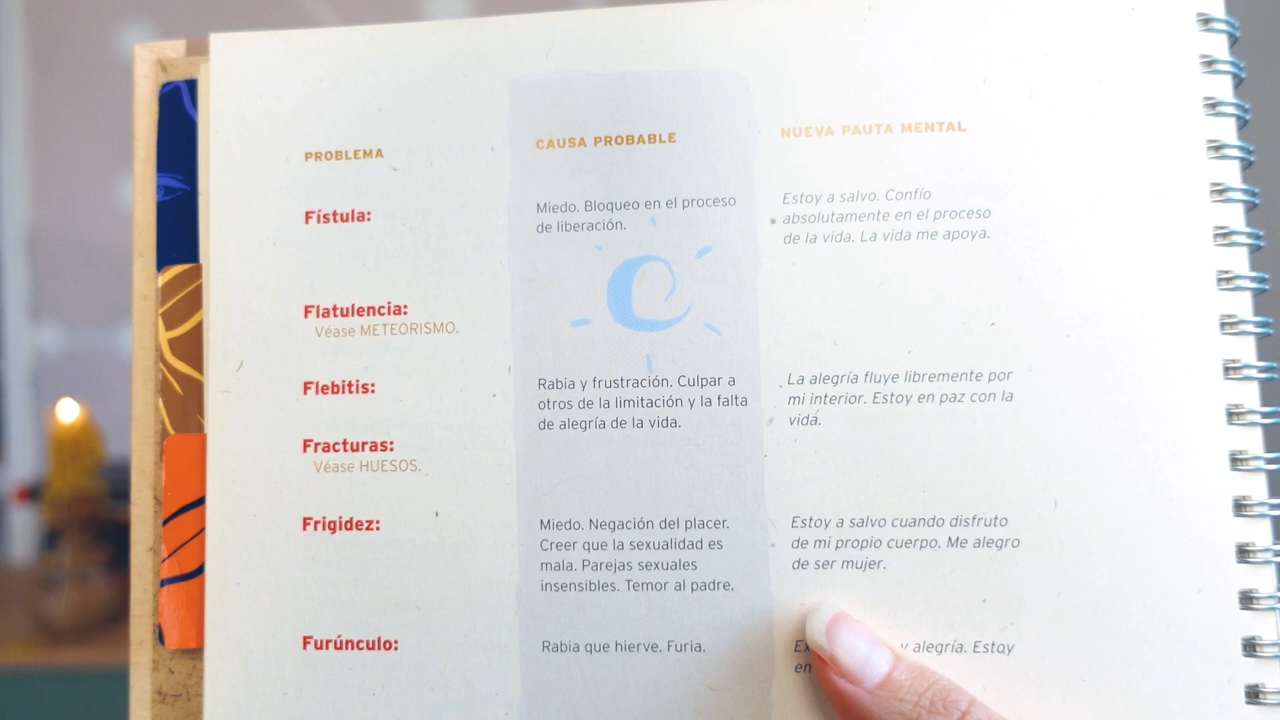 PROBLEMA
CAUSA PROBABLE
NUEVA PAUTA MENTAL
Fístula:
Miedo. Bloqueo en el proceso
de liberación.
Estoy a salvo. Confío
absolutamente en el proceso
de la vida. La vida me apoya.
Flatulencia:
Véase METEORISMO.
Flebitis:
Rabia y frustración. Culpar a
otros de la limitación y la falta
de alegría de la vida.
La alegría fluye libremente por
mi interior. Estoy en paz con la
vida.
Fracturas:
Véase HUESOS.
Frigidez:
Miedo. Negación del placer.
Creer que la sexualidad es
mala. Parejas sexuales
insensibles. Temor al padre.
Estoy a salvo cuando disfruto
de mi propio cuerpo. Me alegro
de ser mujer.
Furúnculo:
Rabia que hierve. Furia.
y alegría. Estoy
en